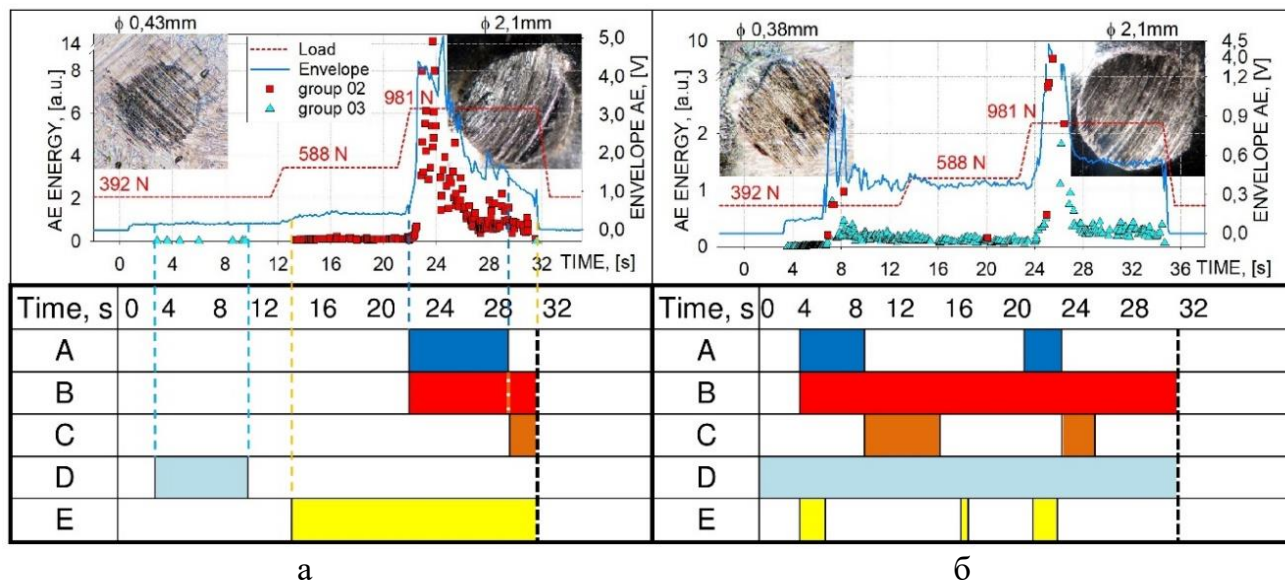 ϕ 0,43mm
ϕ 2,1mm
14
8
6
4
2
0
AE ENERGY, [a.u.]
Load
Envelope
group 02
group 03
392 N
588 N
981 N
5,0
4,0
3,0
2,0
1,0
0,0
ENVELOPE AE, [V]
0 4 8 12 16 20 24 28 32 TIME, [s]
ϕ 0,38mm
ϕ 2,1mm
10
3
2
1
0
AE ENERGY, [a.u.]
392 N
588 N
981 N
4,5
4,0
1,2
0,9
0,6
0,3
0,0
ENVELOPE AE, [V]
0 4 8 12 16 20 24 28 32 36 TIME, [s]
Time, s 0 4 8 12 16 20 24 28 32
A
B
C
D
E
Time, s 0 4 8 12 16 20 24 28 32
A
B
C
D
E
а
б